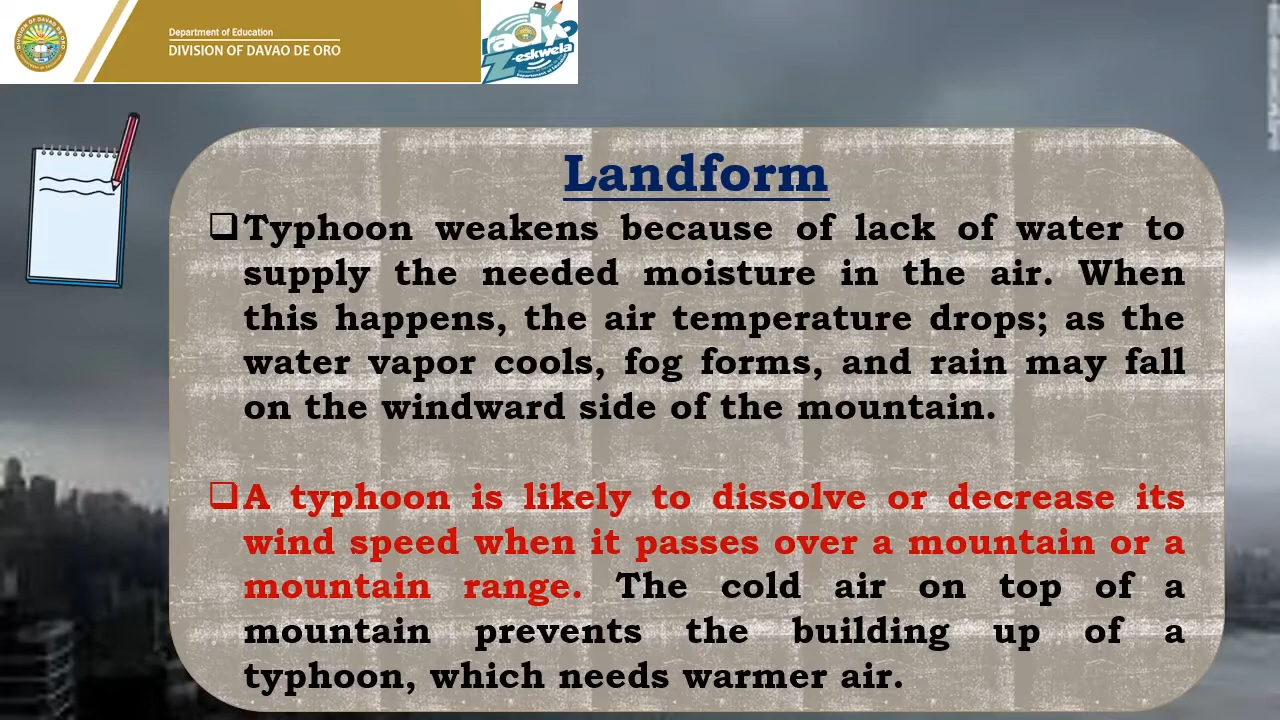 Department of Education
DIVISION OF DAVAO DE ORO
Landform
Typhoon weakens because of lack of water to
supply the needed moisture in the air. When
this happens, the air temperature drops; as the
water vapor cools, fog forms, and rain may fall
on the windward side of the mountain.
A typhoon is likely to dissolve or decrease its
wind speed when it passes over a mountain or a
mountain range. The cold air on top of a
mountain prevents the building up of a
typhoon, which needs warmer air.